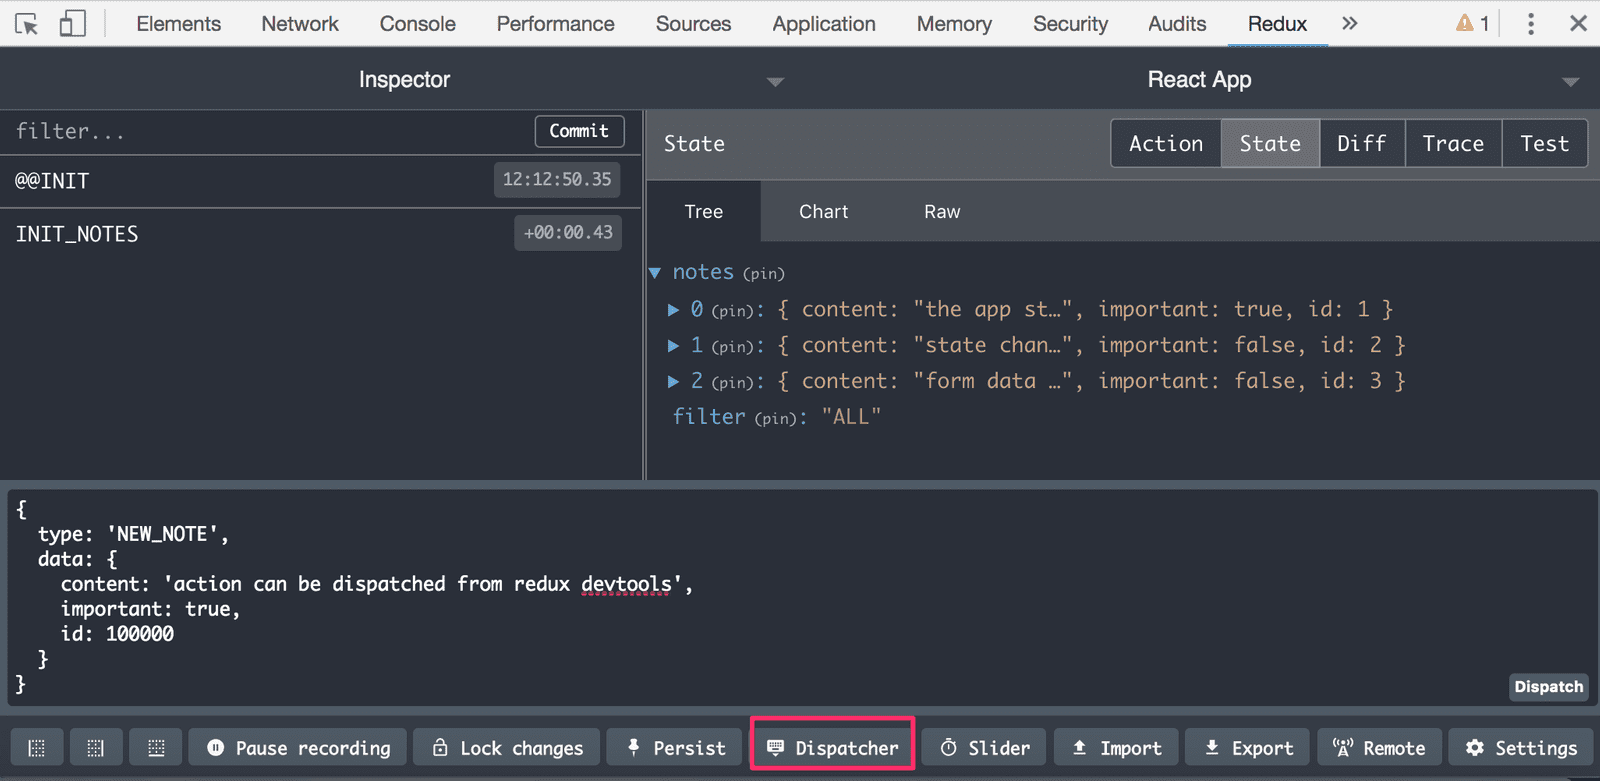 Elements Network Console Performance Sources Application Memory Security Audits Redux » 1
Inspector React App
filter... Commit
@@INIT 12:12:50.35
INIT_NOTES +00:00.43
State Action State Diff Trace Test
Tree Chart Raw
notes (pin)
0 (pin): { content: "the app st…", important: true, id: 1 }
1 (pin): { content: "state chan…", important: false, id: 2 }
2 (pin): { content: "form data …", important: false, id: 3 }
filter (pin): "ALL"
{
type: 'NEW_NOTE',
data: {
content: 'action can be dispatched from redux devtools',
important: true,
id: 100000
}
}
Dispatch
Pause recording Lock changes Persist Dispatcher Slider Import Export Remote Settings